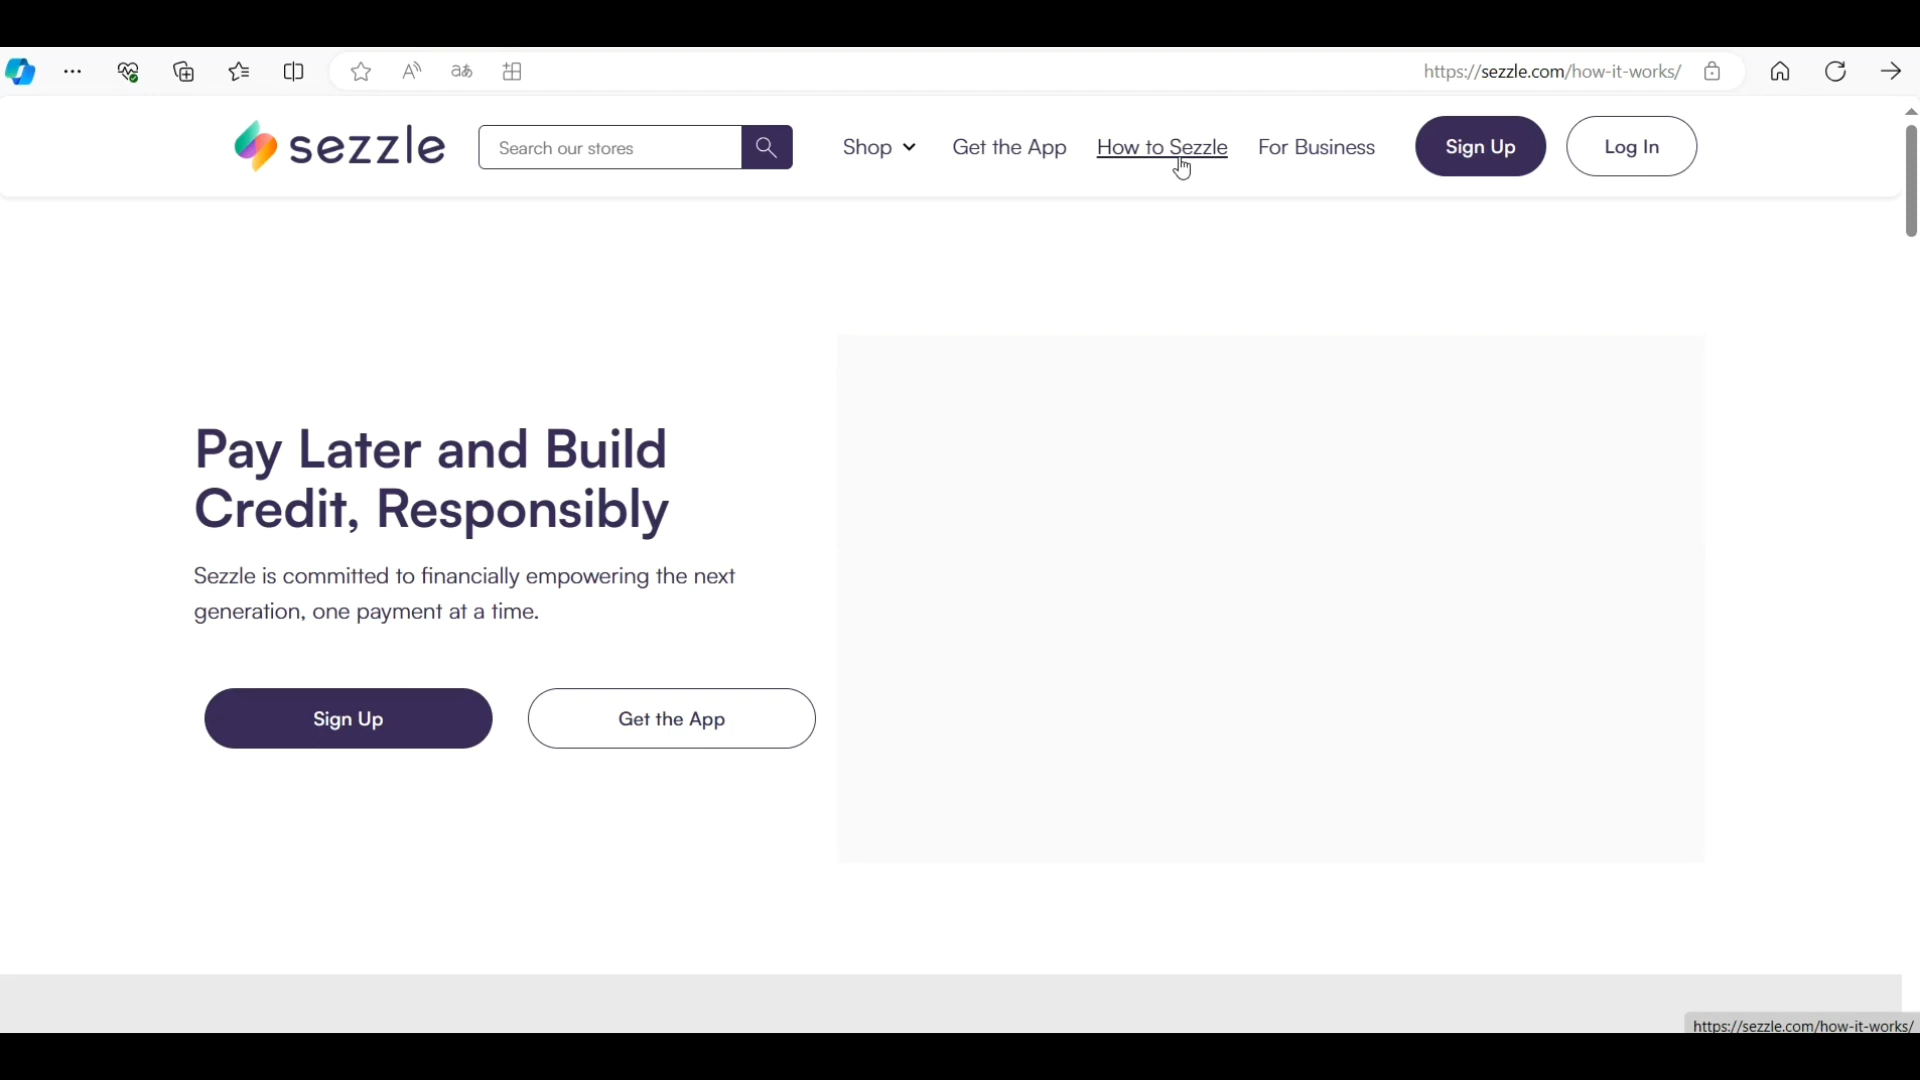 https://sezzle.com/how-it-works/
sezzle
Search our stores
Shop
Get the App
How to Sezzle
For Business
Sign Up
Log In
Pay Later and Build
Credit, Responsibly
Sezzle is committed to financially empowering the next
generation, one payment at a time.
Sign Up
Get the App
https://sezzle.com/how-it-works/